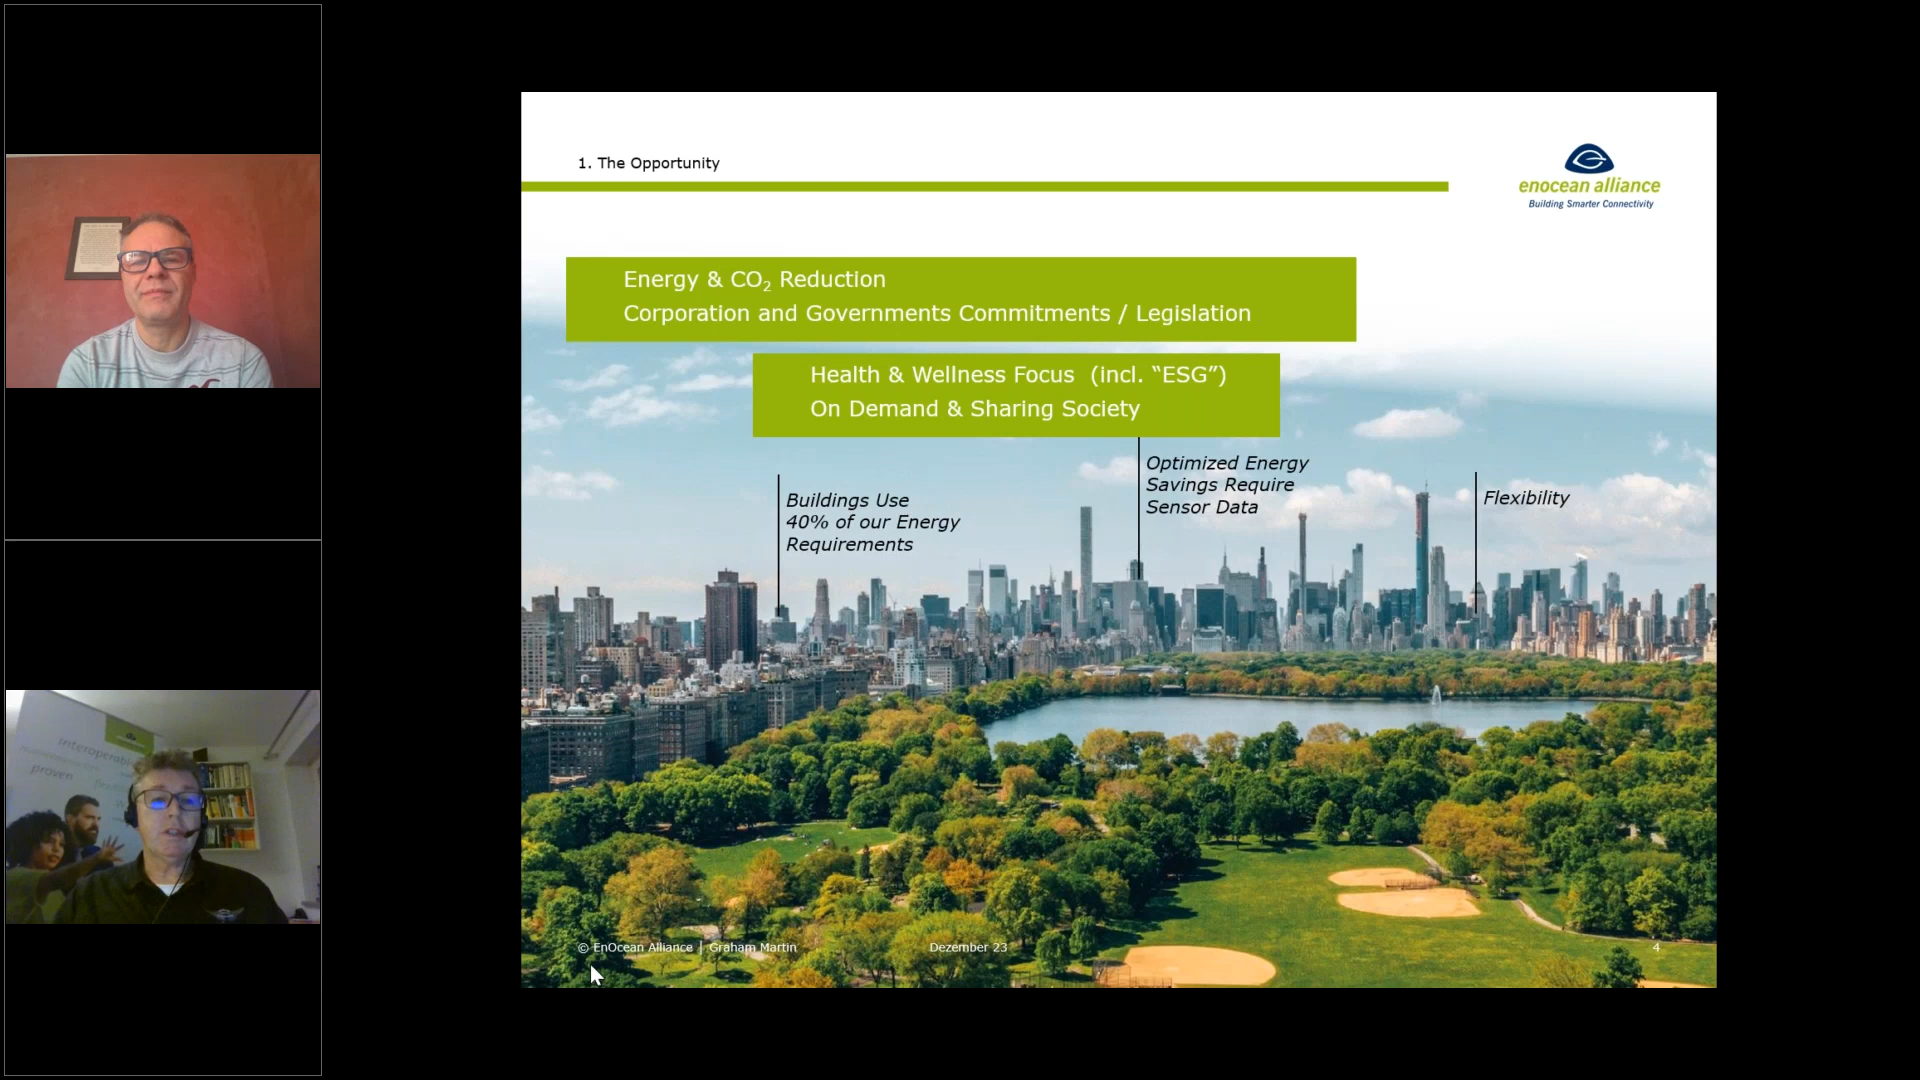 1. The Opportunity
enocean alliance
Building Smarter Connectivity
Energy & CO₂ Reduction
Corporation and Governments Commitments / Legislation
Health & Wellness Focus (incl. “ESG”)
On Demand & Sharing Society
Optimized Energy
Savings Require
Sensor Data
Buildings Use
40% of our Energy
Requirements
Flexibility
proven
© EnOcean Alliance | Graham Martin
Dezember 23
4